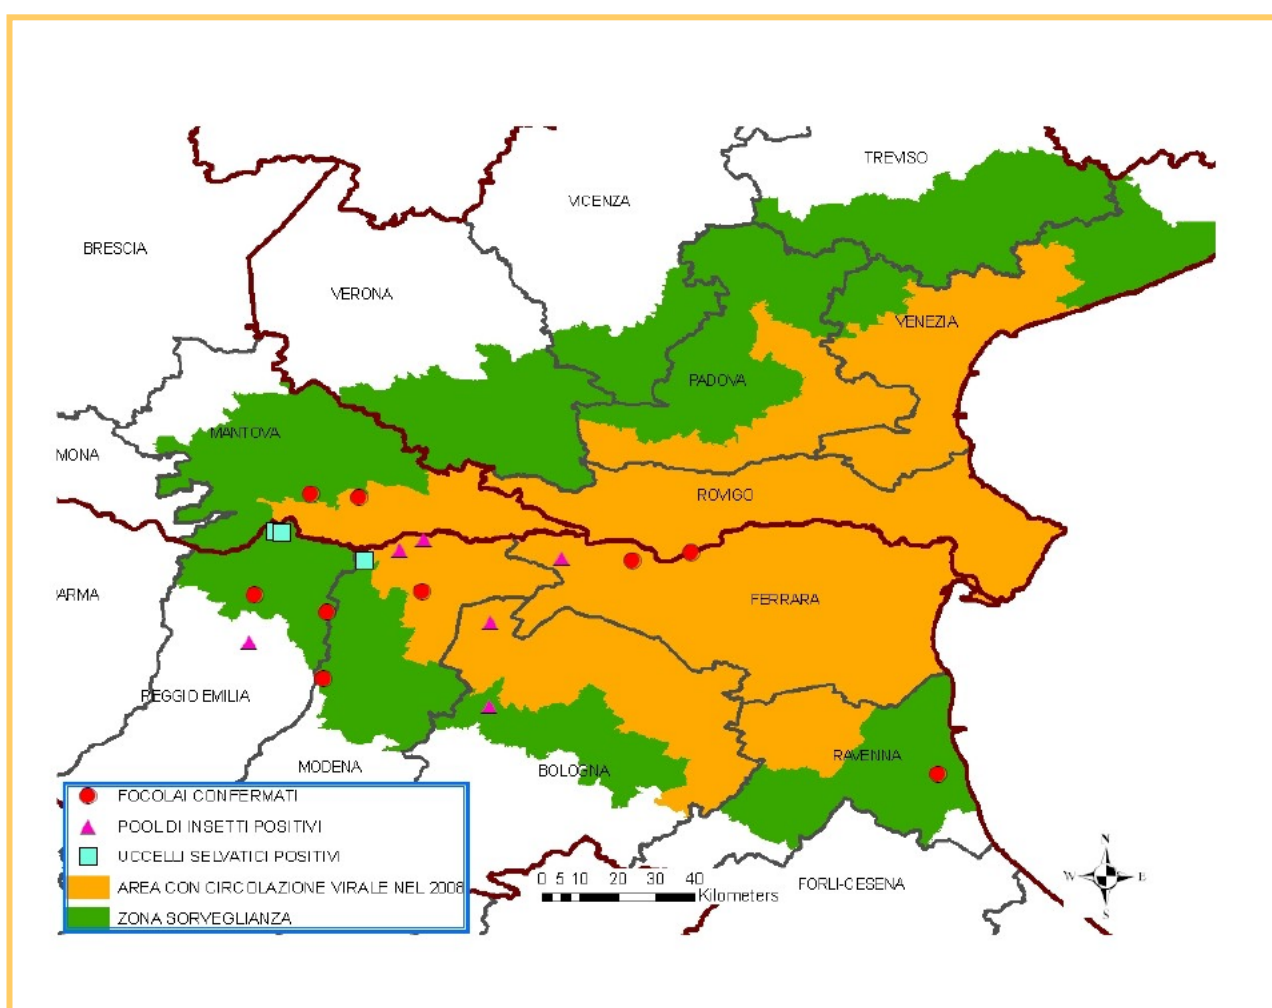 TREVISO
VICENZA
BRESCIA
VERONA
VENEZIA
PADOVA
MANTOVA
MONA
ROVIGO
ARMA
FERRARA
REGGIO EMILIA
RAVENNA
MODENA
BOLOGNA
FORLI-CESENA
FOCOLAI CONFERMATI
POOL DI INSETTI POSITIVI
UCCELLI SELVATICI POSITIVI
AREA CON CIRCOLAZIONE VIRALE NEL 2008
ZONA SORVEGLIANZA
0 5 10 20 30 40
Kilometers
N
W E
S